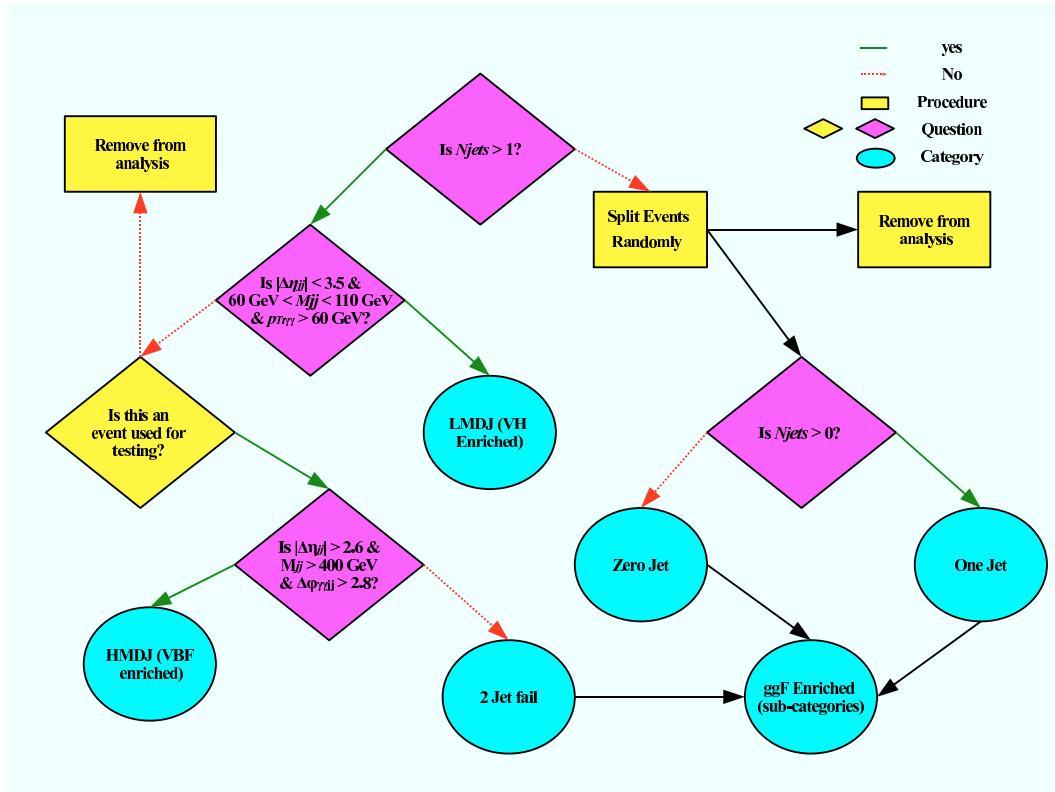 yes
No
Procedure
Question
Category
Is Njets > 1?
Remove from
analysis
Split Events
Randomly
Remove from
analysis
Is |Δηjj| < 3.5 &
60 GeV < Mjj < 110 GeV
& pTtγγ > 60 GeV?
Is this an
event used for
testing?
LMDJ (VH
Enriched)
Is Njets > 0?
Is |Δηjj| > 2.6 &
Mjj > 400 GeV
& Δφγγjj > 2.8?
Zero Jet
One Jet
HMDJ (VBF
enriched)
2 Jet fail
ggF Enriched
(sub-categories)